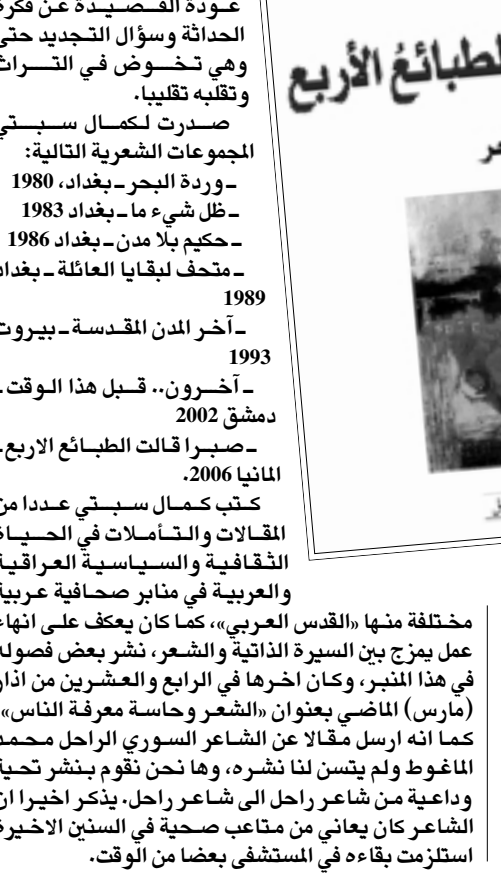 عودة القصيدة عن فكرة
الحداثة وسؤال التجديد حتى
وهي تخوض في التراث
وتقلبه تقليبا.
صدرت لكمال سبتي
المجموعات الشعرية التالية:
ـ وردة البحر ـ بغداد، 1980
ـ ظل شيء ما ـ بغداد 1983
ـ حكيم بلا مدن ـ بغداد 1986
ـ متحف لبقايا العائلة ـ بغداد
1989
ـ آخر المدن المقدسة ـ بيروت
1993
ـ آخرون.. قبل هذا الوقت ـ
دمشق 2002
ـ صبرا قالت الطبائع الاربع ـ
المانيا 2006.
كتب كمال سبتي عددا من
المقالات والتأملات في الحياة
الثقافية والسياسية العراقية
والعربية في منابر صحافية عربية
مختلفة منها «القدس العربي»، كما كان يعكف على انهاء
عمل يمزج بين السيرة الذاتية والشعر، نشر بعض فصوله
في هذا المنبر، وكان اخرها في الرابع والعشرين من اذار
(مارس) الماضي بعنوان «الشعر وحاسة معرفة الناس»
كما انه ارسل مقالا عن الشاعر السوري الراحل محمد
الماغوط ولم يتسن لنا نشره، وها نحن نقوم بنشر تحية
وداعية من شاعر راحل الى شاعر راحل. يذكر اخيرا ان
الشاعر كان يعاني من متاعب صحية في السنين الاخيرة
استلزمت بقاءه في المستشفى بعضا من الوقت.
الطبائعُ الأربع